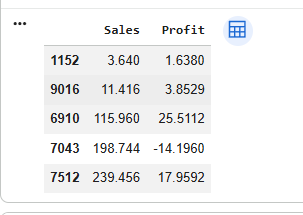 Sales Profit
1152 3.640 1.6380
9016 11.416 3.8529
6910 115.960 25.5112
7043 198.744 -14.1960
7512 239.456 17.9592